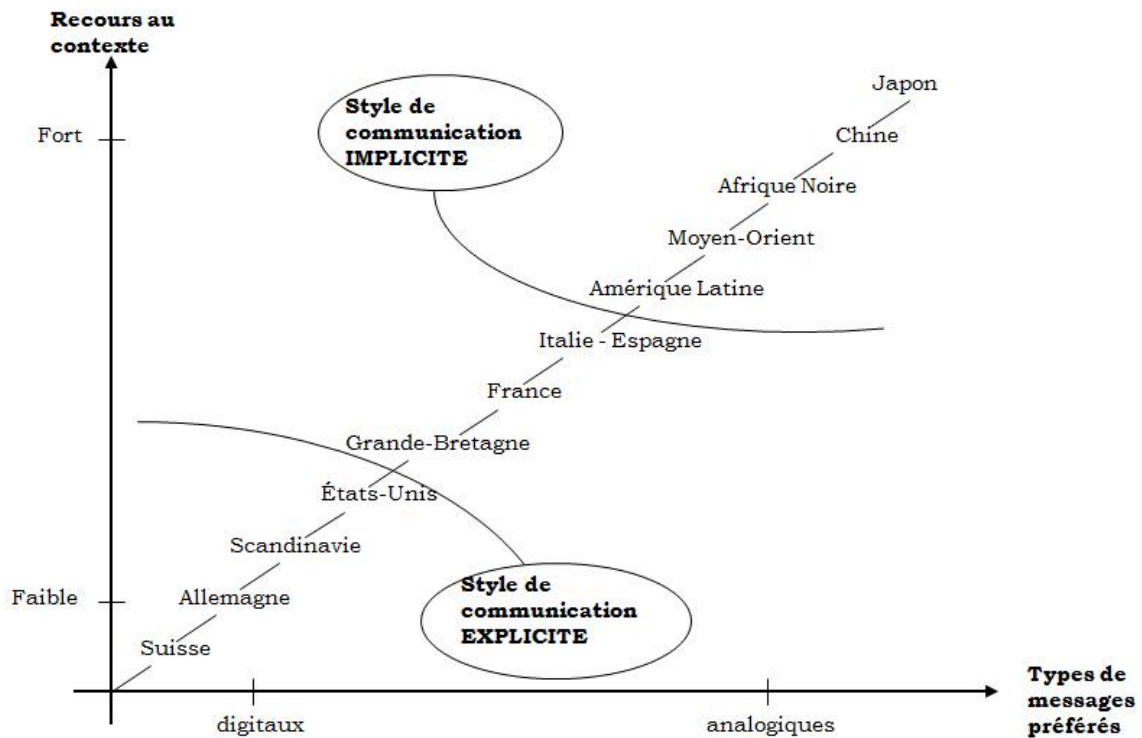 Recours au
contexte
Japon
Fort
Style de
communication
IMPLICITE
Chine
Afrique Noire
Moyen-Orient
Amérique Latine
Italie - Espagne
France
Grande-Bretagne
États-Unis
Scandinavie
Faible
Allemagne
Style de
communication
EXPLICITE
Suisse
Types de
messages
préférés
digitaux
analogiques